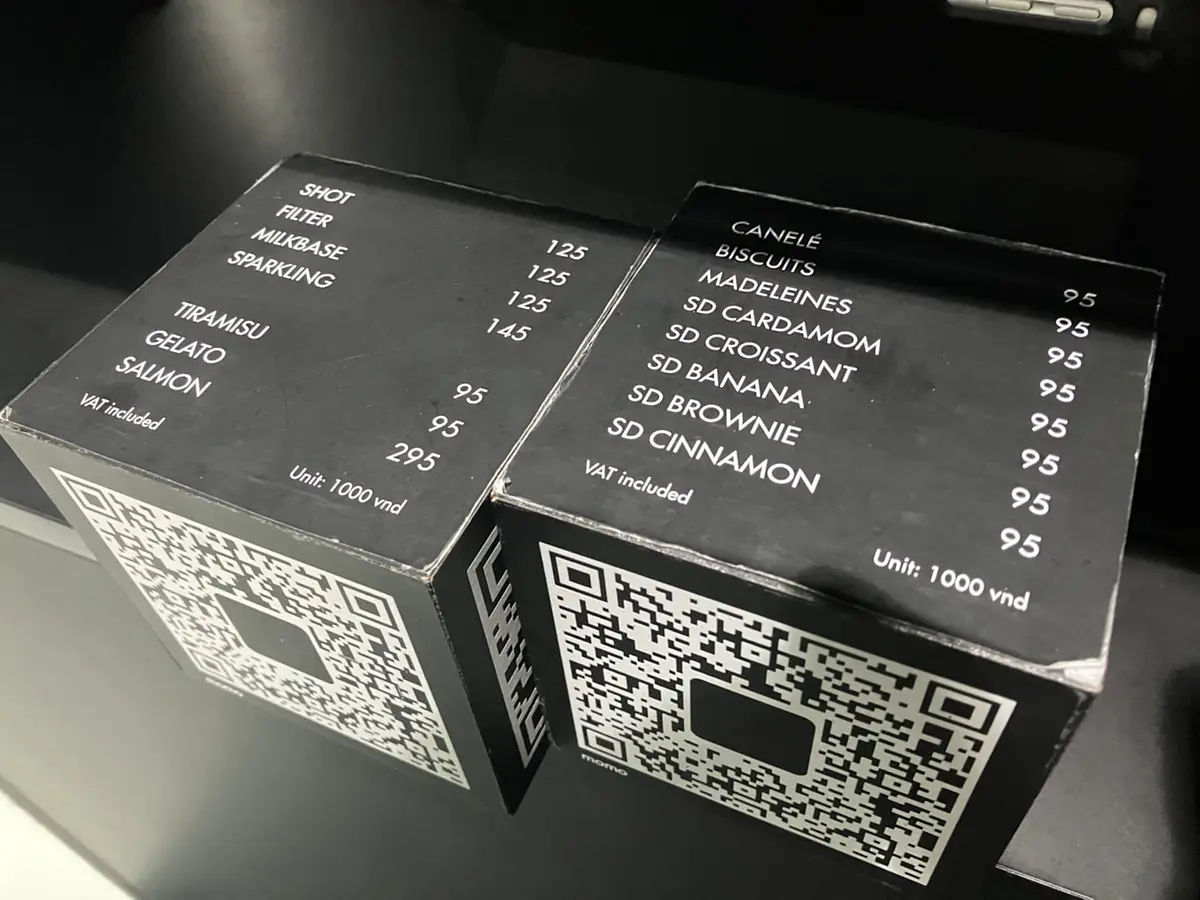 SHOT 125
FILTER 125
MILKBASE 125
SPARKLING 145
TIRAMISU 95
GELATO 95
SALMON 295
VAT included
Unit: 1000 vnd
CANELÉ 95
BISCUITS 95
MADELEINES 95
SD CARDAMOM 95
SD CROISSANT 95
SD BANANA 95
SD BROWNIE 95
SD CINNAMON 95
VAT included
Unit: 1000 vnd
momo